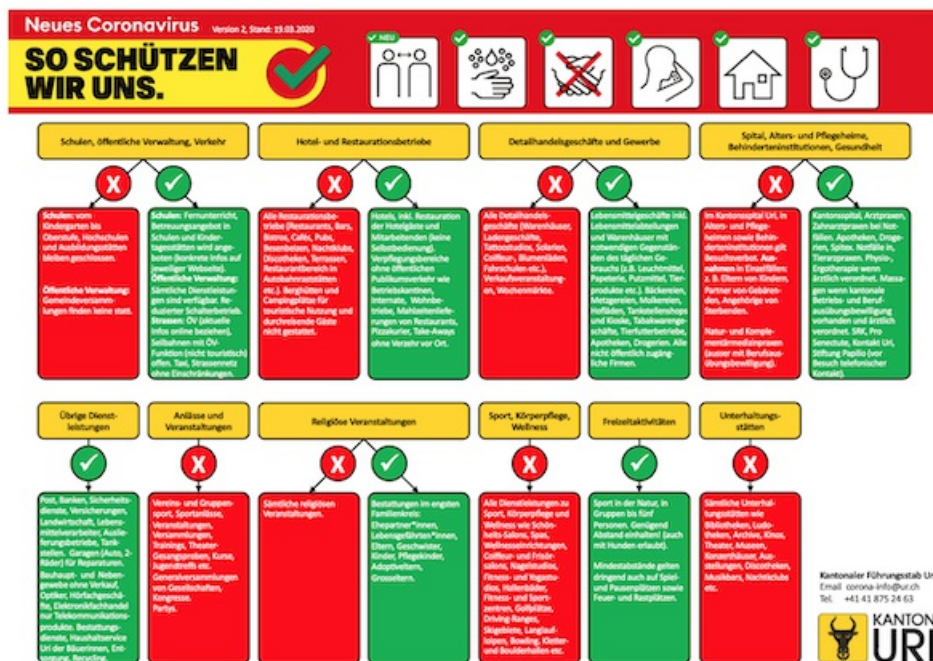 Neues Coronavirus Version 2, Stand: 19.03.2020
SO SCHÜTZEN
WIR UNS.
NEU
Schulen, öffentliche Verwaltung, Verkehr
Hotel- und Restaurationsbetriebe
Detailhandelsgeschäfte und Gewerbe
Spital, Alters- und Pflegeheime,
Behinderteninstitutionen, Gesundheit
X
X
X
X
Schulen: vom
Kindergarten bis
Oberstufe, Hochschulen
und Ausbildungsstätten
bleiben geschlossen.
Öffentliche Verwaltung:
Gemeindeversamm-
lungen finden keine statt.
Schulen: Fernunterricht,
Betreuungsangebot in
Schulen und Kinder-
tagesstätten wird ange-
boten (konkrete Infos auf
jeweiliger Webseite).
Öffentliche Verwaltung:
Sämtliche Dienstleistun-
gen sind verfügbar. Re-
duzierter Schalterbetrieb.
Strassen: ÖV (aktuelle
Infos online beziehen),
Seilbahnen mit ÖV-
Funktion (nicht touristisch)
offen. Taxi, Strassennetz
ohne Einschränkungen.
Alle Restaurationsbe-
triebe (Restaurants, Bars,
Bistros, Cafés, Pubs,
Besenbeizen, Nachtklubs,
Discotheken, Terrassen,
Restaurantbereich in
Autobahnraststätten
etc.). Berghütten und
Campingplätze für
touristische Nutzung und
durchreisende Gäste
nicht gestattet.
Hotels, inkl. Restauration
der Hotelgäste und
Mitarbeitenden (keine
Selbstbedienung).
Verpflegungsbereiche
ohne öffentlichen
Publikumsverkehr wie
Betriebskantinen,
Internate, Wohnbe-
triebe, Mahlzeitenliefe-
rungen von Restaurants,
Pizzakurier, Take-Aways
ohne Verzehr vor Ort.
Alle Detailhandels-
geschäfte (Warenhäuser,
Ladengeschäfte,
Tattoostudios, Solarien,
Coiffeur-, Blumenläden,
Fahrschulen etc.),
Verkaufsveranstaltun-
gen, Wochenmärkte.
Lebensmittelgeschäfte inkl.
Lebensmittelabteilungen
und Warenhäuser mit
notwendigen Gegenstän-
den des täglichen Ge-
brauchs (z.B. Leuchtmittel,
Papeterie, Putzmittel, Tier-
produkte etc.). Bäckereien,
Metzgereien, Molkereien,
Hofläden, Tankstellenshops
und Kioske, Tabakwarenge-
schäfte, Tierfutterbetriebe,
Apotheken, Drogerien. Alle
nicht öffentlich zugäng-
liche Firmen.
Im Kantonsspital Uri, in
Alters- und Pflege-
heimen sowie Behin-
derteninstitutionen gilt
Besuchsverbot. Aus-
nahmen in Einzelfällen:
z. B. Eltern von Kindern,
Partner von Gebären-
den, Angehörige von
Sterbenden.
Natur- und Komple-
mentärmedizinpraxen
(ausser mit Berufsaus-
übungsbewilligung).
Kantonsspital, Arztpraxen,
Zahnarztpraxen bei Not-
fällen. Apotheken, Droge-
rien, Spitex. Notfälle in
Tierarztpraxen. Physio-,
Ergotherapie wenn
ärztlich verordnet. Massa-
gen wenn kantonale
Betriebs- und Beruf-
ausübungsbewilligung
vorhanden und ärztlich
verordnet. SRK, Pro
Senectute, Kontakt Uri,
Stiftung Papilio (vor
Besuch telefonischer
Kontakt).
Übrige Dienst-
leistungen
Anlässe und
Veranstaltungen
Religiöse Veranstaltungen
Sport, Körperpflege,
Wellness
Freizeitaktivitäten
Unterhaltungs-
stätten
X
X
X
X
Post, Banken, Sicherheits-
dienste, Versicherungen,
Landwirtschaft, Lebens-
mittelverarbeiter, Auslie-
ferungsbetriebe, Tank-
stellen. Garagen (Auto, 2-
Räder) für Reparaturen.
Bauhaupt- und Neben-
gewerbe ohne Verkauf,
Optiker, Hörfachgeschä-
fte, Elektronikfachhandel
nur Telekommunikations-
produkte. Bestattungs-
dienste, Haushaltservice
Uri der Bäuerinnen, Ent-
sorgung, Recycling.
Vereins- und Gruppen-
sport, Sportanlässe,
Veranstaltungen,
Versammlungen,
Trainings, Theater-
Gesangsproben, Kurse,
Jugendtreffs etc.
Generalversammlungen
von Gesellschaften,
Kongresse.
Partys.
Sämtliche religiösen
Veranstaltungen.
Bestattungen im engsten
Familienkreis:
Ehepartner*innen,
Lebensgefährten*innen,
Eltern, Geschwister,
Kinder, Pflegekinder,
Adoptiveltern,
Grosseltern.
Alle Dienstleistungen zu
Sport, Körperpflege und
Wellness wie Schön-
heits-Salons, Spas,
Wellnesseinrichtungen,
Coiffeur- und Frisör-
salons, Nagelstudios,
Fitness- und Yogastu-
dios, Hallenbäder,
Fitness- und Sport-
zentren, Golfplätze,
Driving-Ranges,
Skigebiete, Langlauf-
loipen, Bowling, Kletter-
und Boulderhallen etc.
Sport in der Natur, in
Gruppen bis fünf
Personen. Genügend
Abstand einhalten! (auch
mit Hunden erlaubt).
Mindestabstände gelten
dringend auch auf Spiel-
und Pausenplätzen sowie
Feuer- und Rastplätzen.
Sämtliche Unterhal-
tungsstätten wie
Bibliotheken, Ludo-
theken, Archive, Kinos,
Theater, Museen,
Konzerthäuser, Aus-
stellungen, Discotheken,
Musikbars, Nachtklubs
etc.
Kantonaler Führungsstab Uri
Email corona-info@ur.ch
Tel. +41 41 875 24 63
KANTON
URI